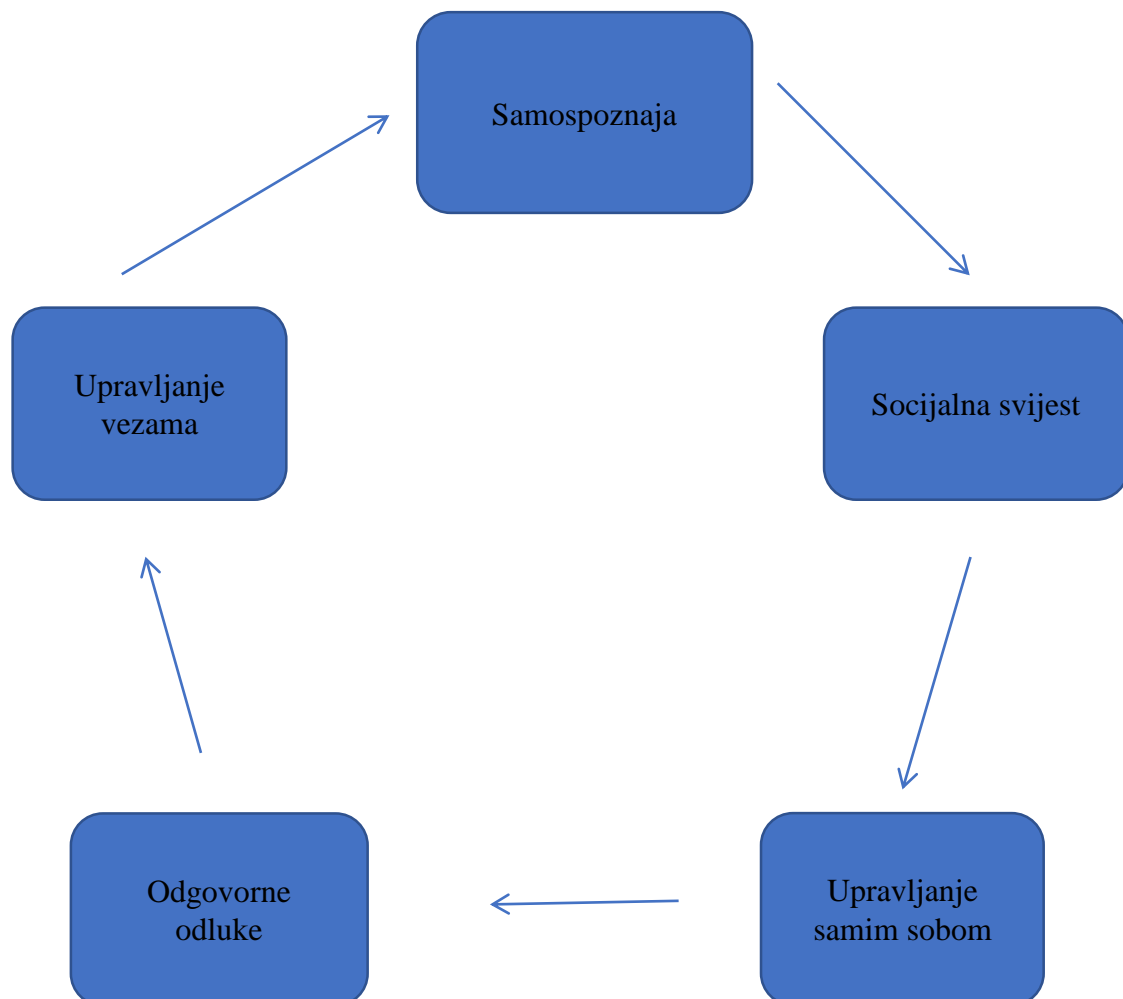 Samospoznaja
Socijalna svijest
Upravljanje
samim sobom
Odgovorne
odluke
Upravljanje
vezama